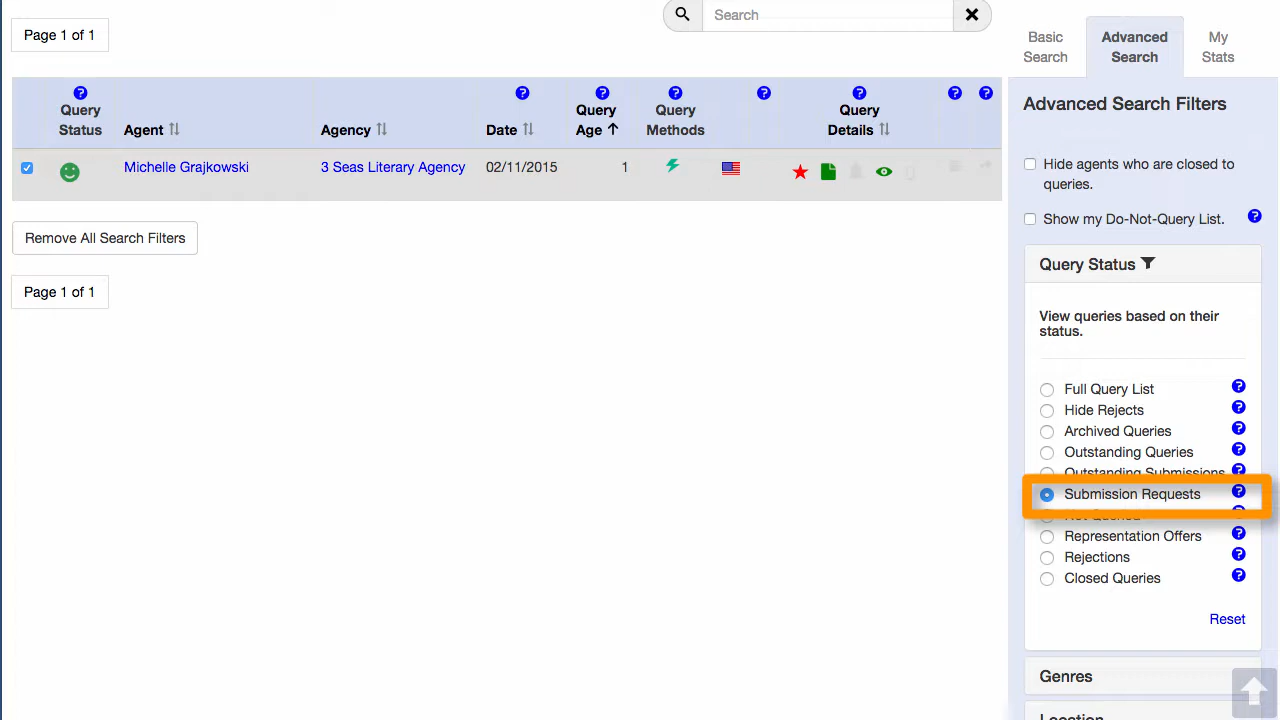 Page 1 of 1
Search
Basic
Search
Advanced
Search
My
Stats
Query
Status
Agent
Agency
Date
Query
Age
Query
Methods
Query
Details
Michelle Grajkowski
3 Seas Literary Agency
02/11/2015
1
Remove All Search Filters
Page 1 of 1
Advanced Search Filters
Hide agents who are closed to
queries.
Show my Do-Not-Query List.
Query Status
View queries based on their
status.
Full Query List
Hide Rejects
Archived Queries
Outstanding Queries
Outstanding Submissions
Submission Requests
Not Queried
Representation Offers
Rejections
Closed Queries
Reset
Genres
Location